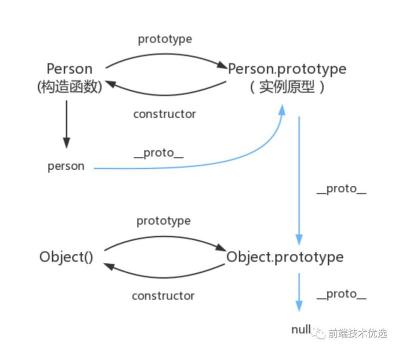 prototype
Person
(构造函数)
Person.prototype
(实例原型)
constructor
__proto__
person
__proto__
prototype
Object()
Object.prototype
constructor
__proto__
null
前端技术优选